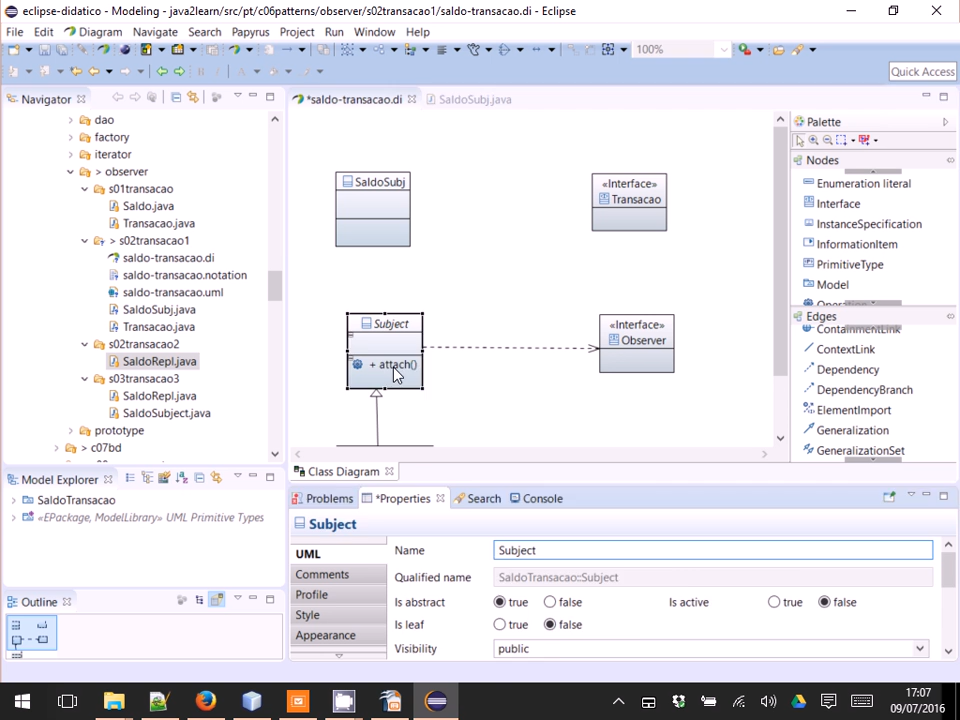 eclipse-didatico - Modeling - java2learn/src/pt/c06patterns/observer/s02transacao1/saldo-transacao.di - Eclipse
File Edit Diagram Navigate Search Papyrus Project Run Window Help
100%
Quick Access
Navigator
*saldo-transacao.di
SaldoSubj.java
dao
factory
iterator
> observer
s01transacao
Saldo.java
Transacao.java
> s02transacao1
saldo-transacao.di
saldo-transacao.notation
saldo-transacao.uml
SaldoSubj.java
Transacao.java
s02transacao2
SaldoRepl.java
s03transacao3
SaldoRepl.java
SaldoSubject.java
prototype
> c07bd
SaldoSubj
«Interface»
Transacao
Subject
+ attach()
«Interface»
Observer
Class Diagram
Palette
Nodes
Enumeration literal
Interface
InstanceSpecification
InformationItem
PrimitiveType
Model
Edges
ContainmentLink
ContextLink
Dependency
DependencyBranch
ElementImport
Generalization
GeneralizationSet
Model Explorer
SaldoTransacao
«EPackage, ModelLibrary» UML Primitive Types
Outline
Problems
*Properties
Search
Console
Subject
UML
Comments
Profile
Style
Appearance
Name Subject
Qualified name SaldoTransacao::Subject
Is abstract true false Is active true false
Is leaf true false
Visibility public
17:07
09/07/2016